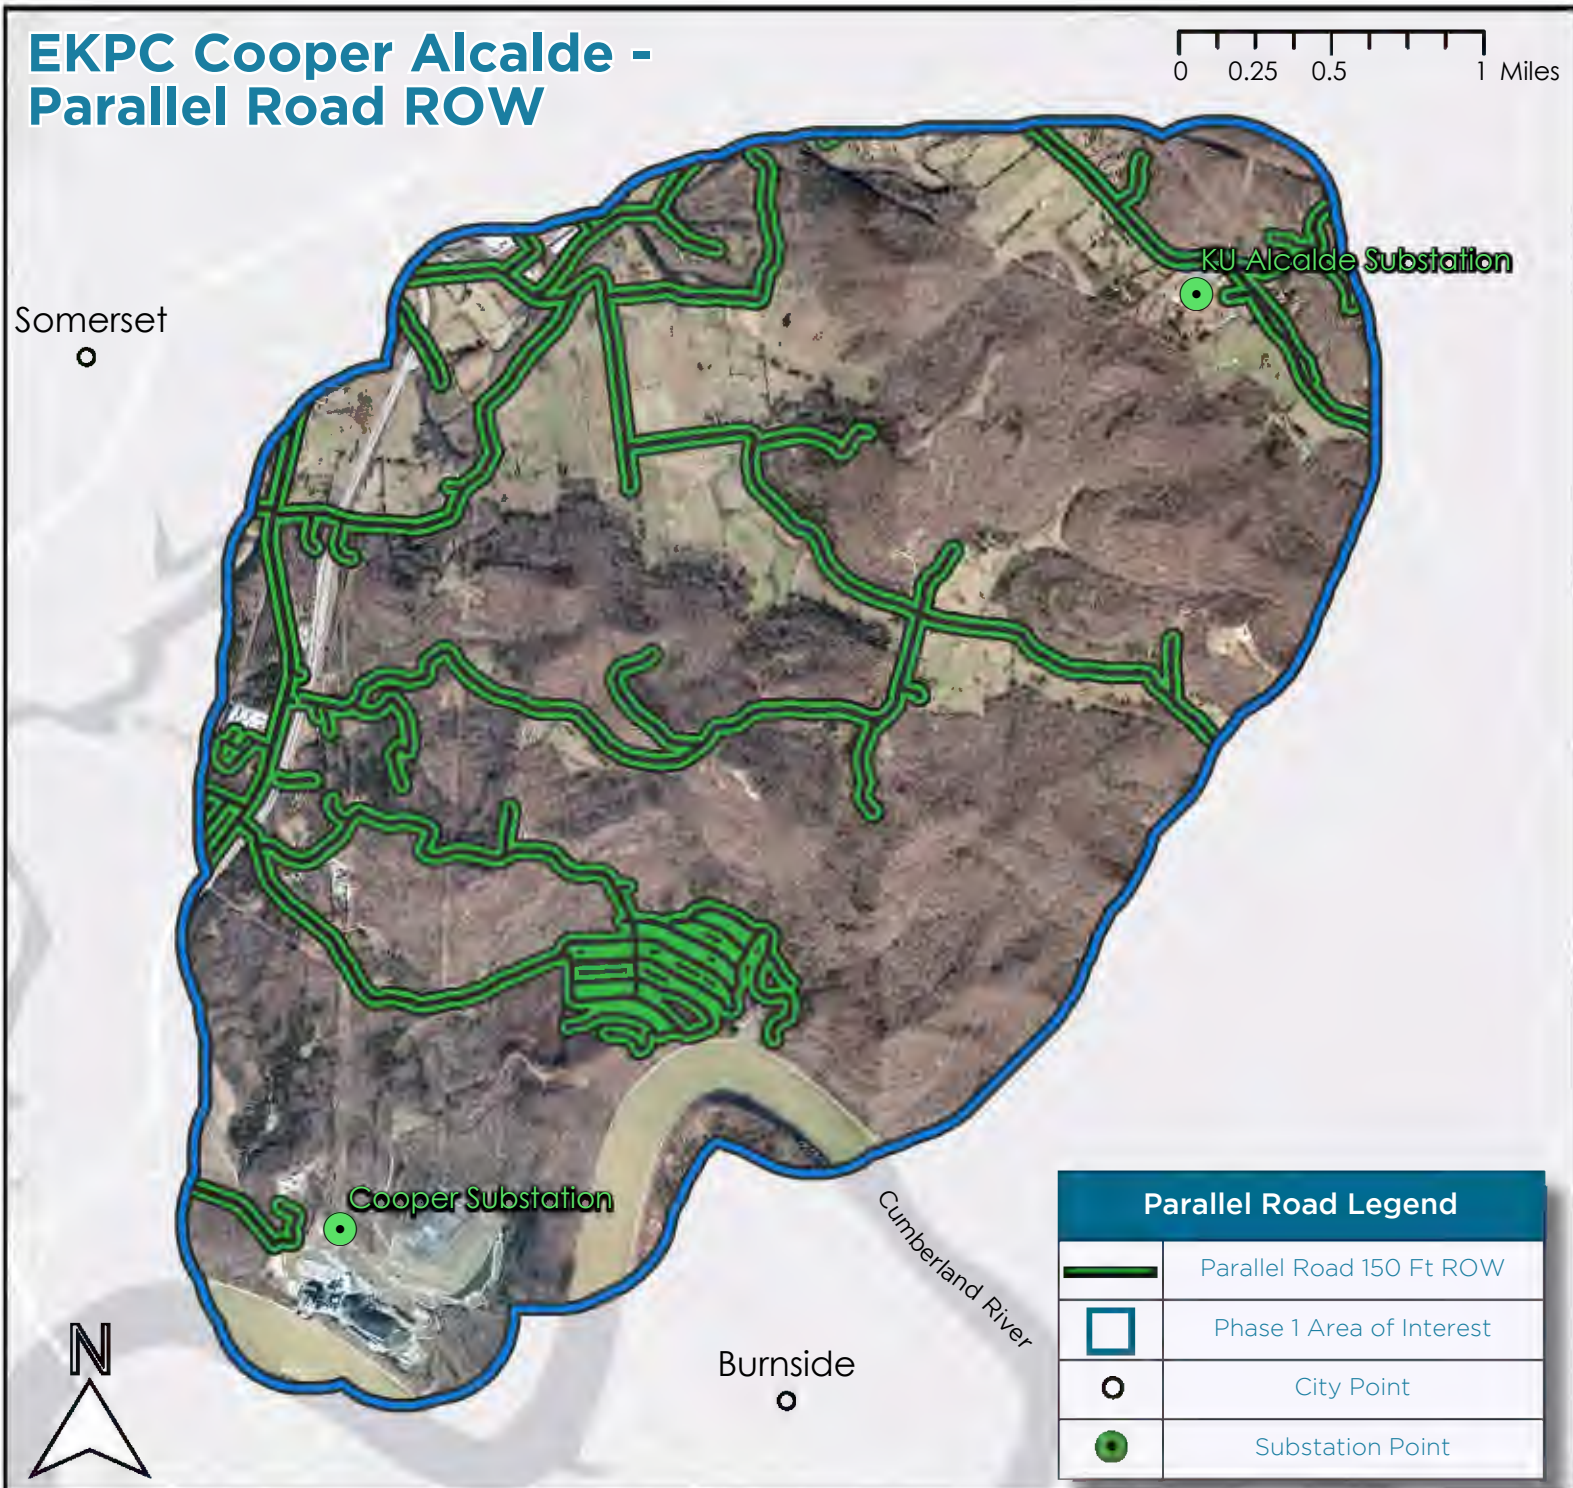 EKPC Cooper Alcalde -
Parallel Road ROW
0 0.25 0.5 1 Miles
KU Alcalde Substation
Somerset
Cooper Substation
Cumberland River
Burnside
N
Parallel Road Legend
Parallel Road 150 Ft ROW
Phase 1 Area of Interest
City Point
Substation Point